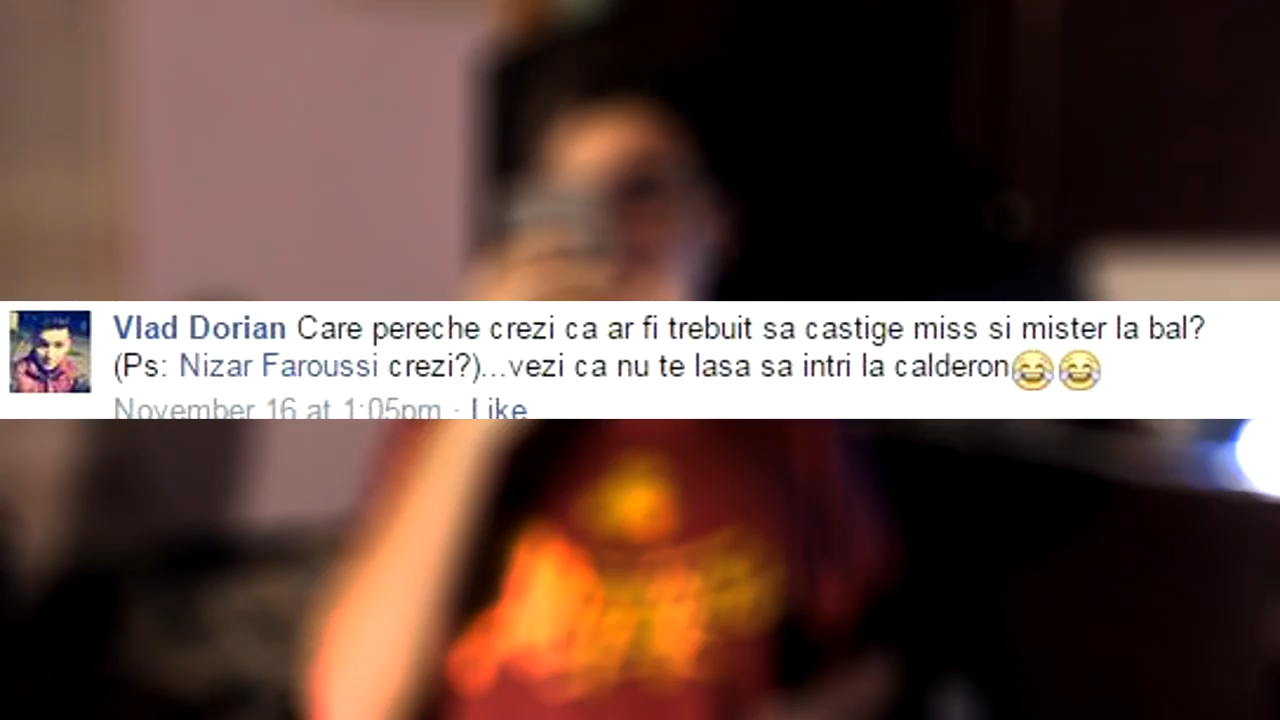 Vlad Dorian Care pereche crezi ca ar fi trebuit sa castige miss si mister la bal?
(Ps: Nizar Faroussi crezi?)...vezi ca nu te lasa sa intri la calderon😂😂
November 16 at 1:05pm · Like